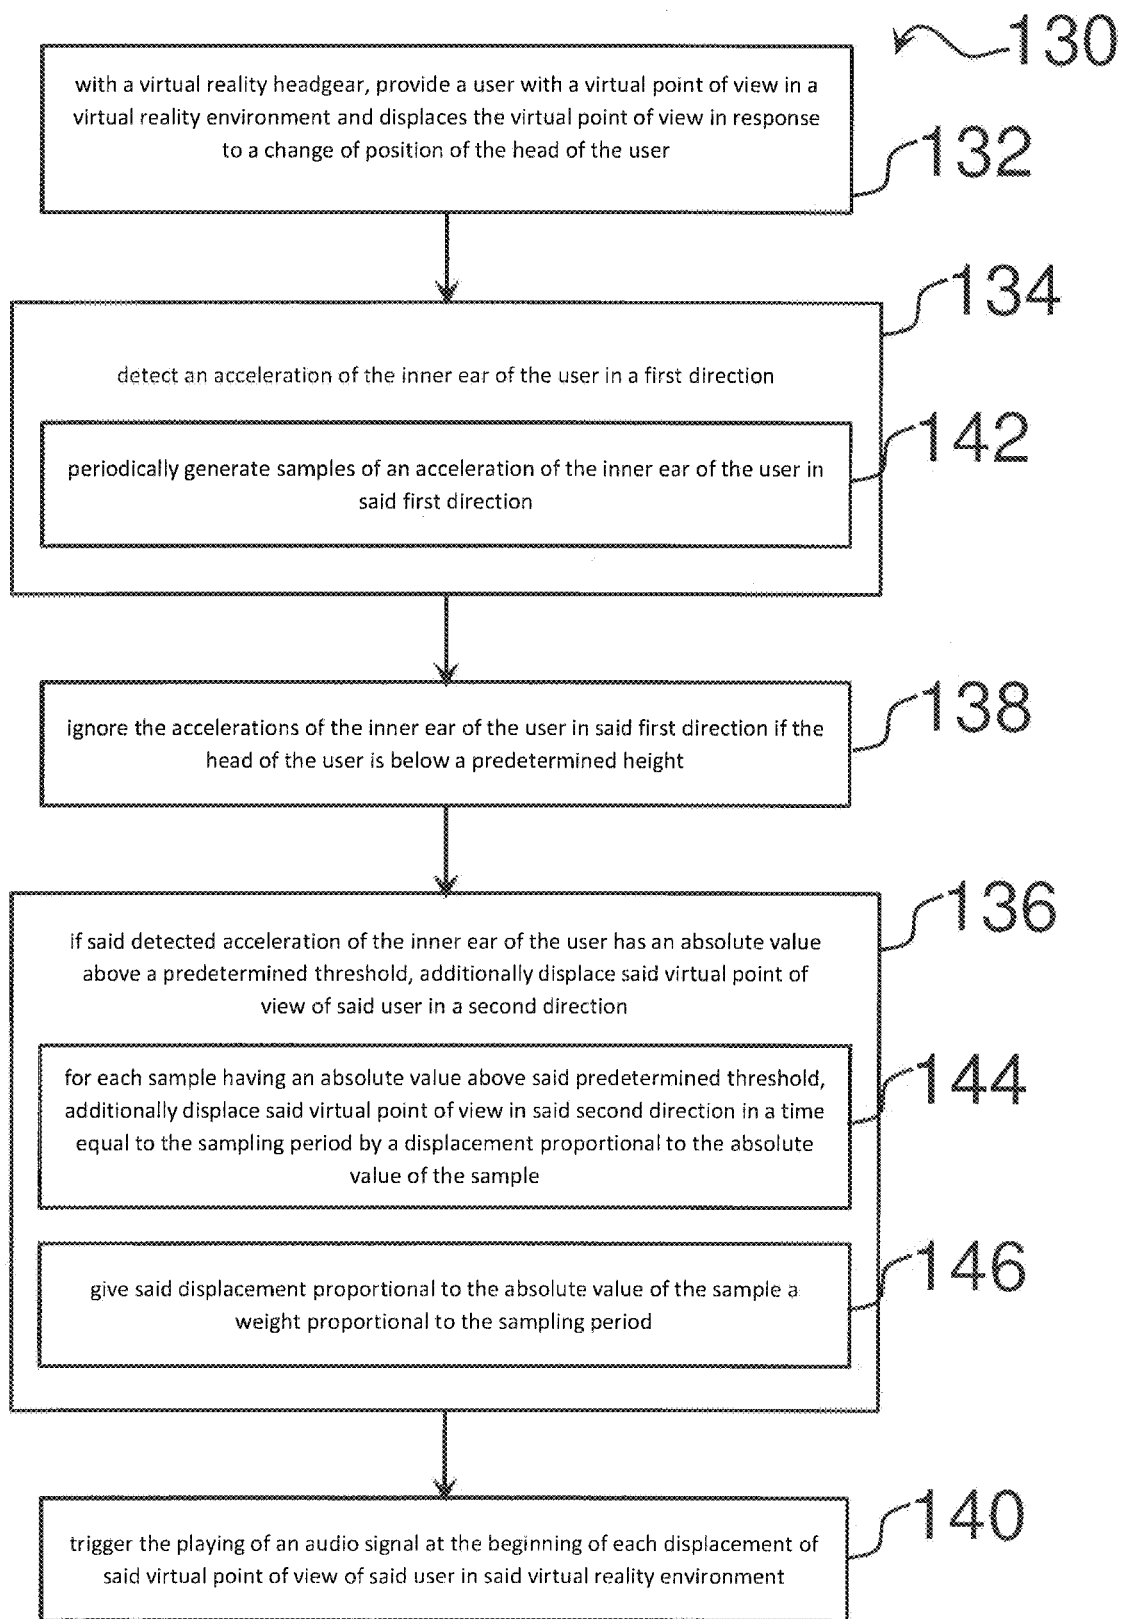 130
with a virtual reality headgear, provide a user with a virtual point of view in a
virtual reality environment and displaces the virtual point of view in response
to a change of position of the head of the user
132
134
detect an acceleration of the inner ear of the user in a first direction
142
periodically generate samples of an acceleration of the inner ear of the user in
said first direction
138
ignore the accelerations of the inner ear of the user in said first direction if the
head of the user is below a predetermined height
136
if said detected acceleration of the inner ear of the user has an absolute value
above a predetermined threshold, additionally displace said virtual point of
view of said user in a second direction
144
for each sample having an absolute value above said predetermined threshold,
additionally displace said virtual point of view in said second direction in a time
equal to the sampling period by a displacement proportional to the absolute
value of the sample
146
give said displacement proportional to the absolute value of the sample a
weight proportional to the sampling period
140
trigger the playing of an audio signal at the beginning of each displacement of
said virtual point of view of said user in said virtual reality environment